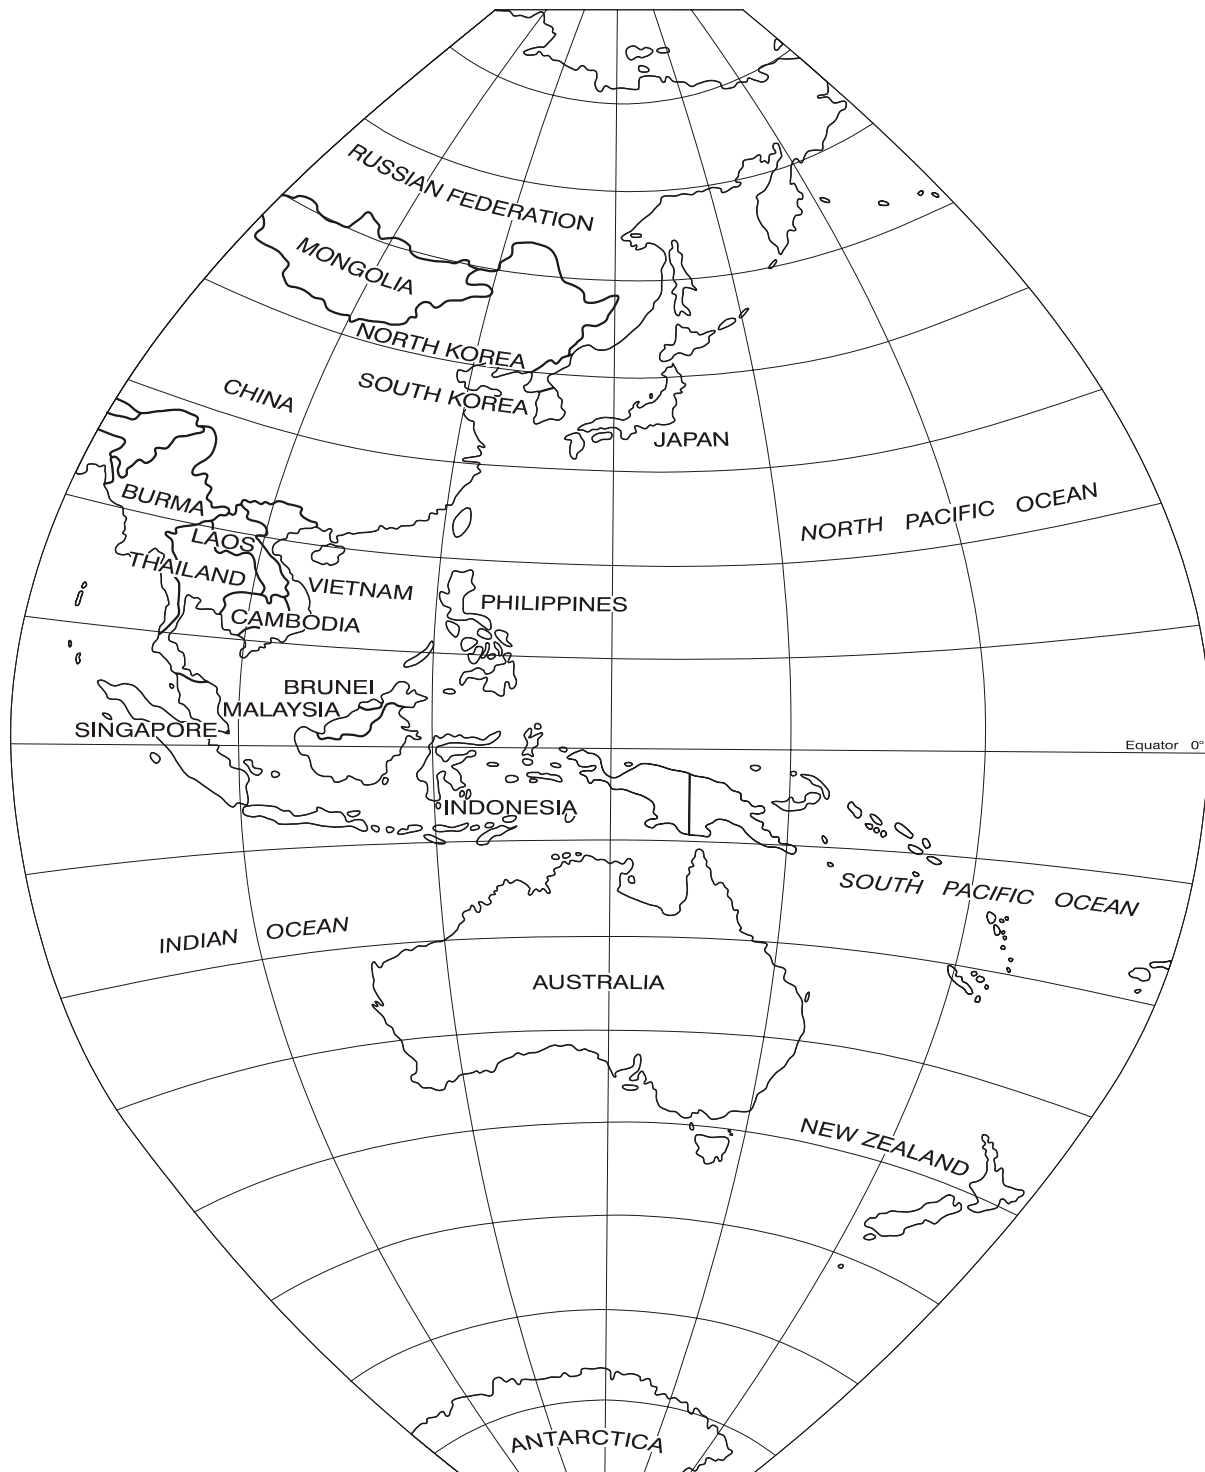 RUSSIAN FEDERATION
MONGOLIA
NORTH KOREA
SOUTH KOREA
CHINA
JAPAN
BURMA
NORTH PACIFIC OCEAN
LAOS
THAILAND
VIETNAM
PHILIPPINES
CAMBODIA
BRUNEI
MALAYSIA
SINGAPORE
Equator 0°
INDONESIA
SOUTH PACIFIC OCEAN
INDIAN OCEAN
AUSTRALIA
NEW ZEALAND
ANTARCTICA